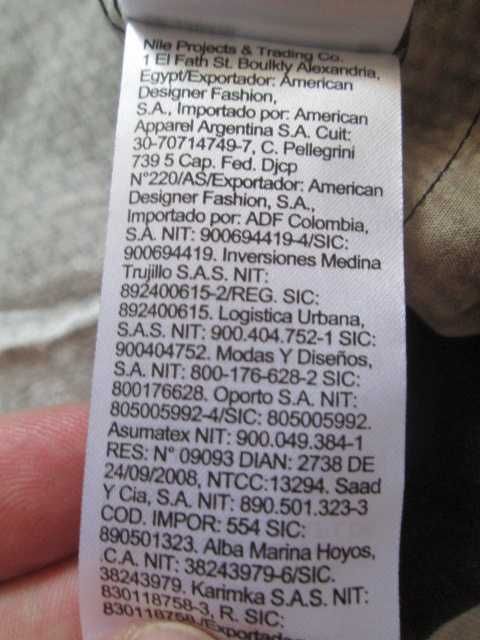 Nile Projects & Trading Co.
1 El Fath St. Boulkly Alexandria,
Egypt/Exportador: American
Designer Fashion,
S.A., Importado por: American
Apparel Argentina S.A. Cuit:
30-70714749-7, C. Pellegrini
739 5 Cap. Fed. Djcp
N°220/AS/Exportador: American
Designer Fashion, S.A.,
Importado por: ADF Colombia,
S.A. NIT: 900694419-4/SIC:
900694419. Inversiones Medina
Trujillo S.A.S. NIT:
892400615-2/REG. SIC:
892400615. Logistica Urbana,
S.A.S. NIT: 900.404.752-1 SIC:
900404752. Modas Y Diseños,
S.A. NIT: 800-176-628-2 SIC:
800176628. Oporto S.A. NIT:
805005992-4/SIC: 805005992.
Asumatex NIT: 900.049.384-1
RES: N° 09093 DIAN: 2738 DE
24/09/2008, NTCC:13294. Saad
Y Cia, S.A. NIT: 890.501.323-3
COD. IMPOR: 554 SIC:
890501323. Alba Marina Hoyos,
.C.A. NIT: 38243979-6/SIC.
38243979. Karimka S.A.S. NIT:
830118758-3, R. SIC:
830118758/Exportador